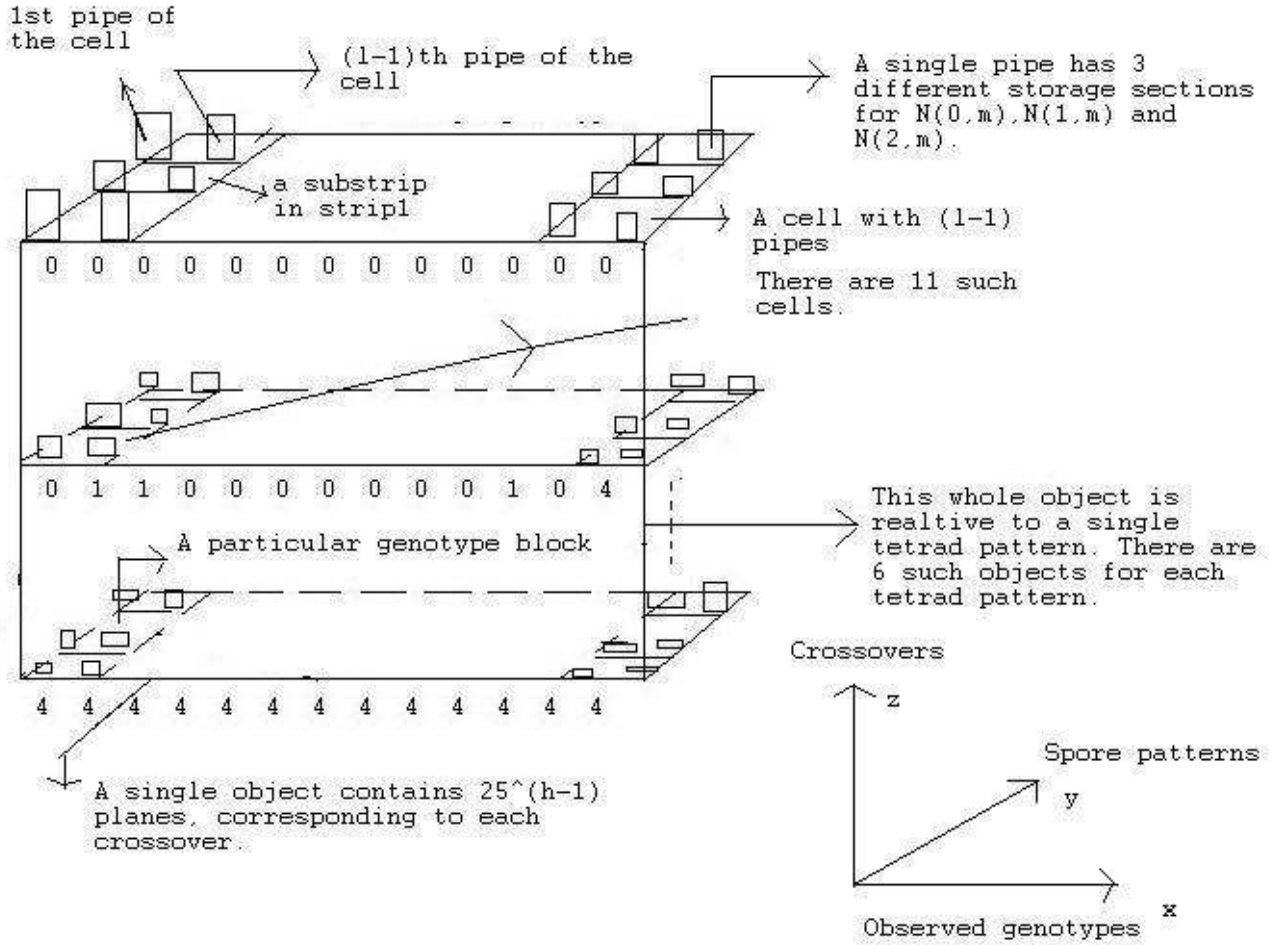 1st pipe of
the cell
(l-1)th pipe of the
cell
A single pipe has 3
different storage sections
for N(0,m),N(1,m) and
N(2,m).
a substrip
in strip1
A cell with (l-1)
pipes
There are 11 such
cells.
0 0 0 0 0 0 0 0 0 0 0 0 0
0 1 1 0 0 0 0 0 0 0 1 0 4
A particular genotype block
This whole object is
realtive to a single
tetrad pattern. There are
6 such objects for each
tetrad pattern.
4 4 4 4 4 4 4 4 4 4 4 4 4
A single object contains 25^(h-1)
planes, corresponding to each
crossover.
Crossovers
z
Spore patterns
y
x
Observed genotypes